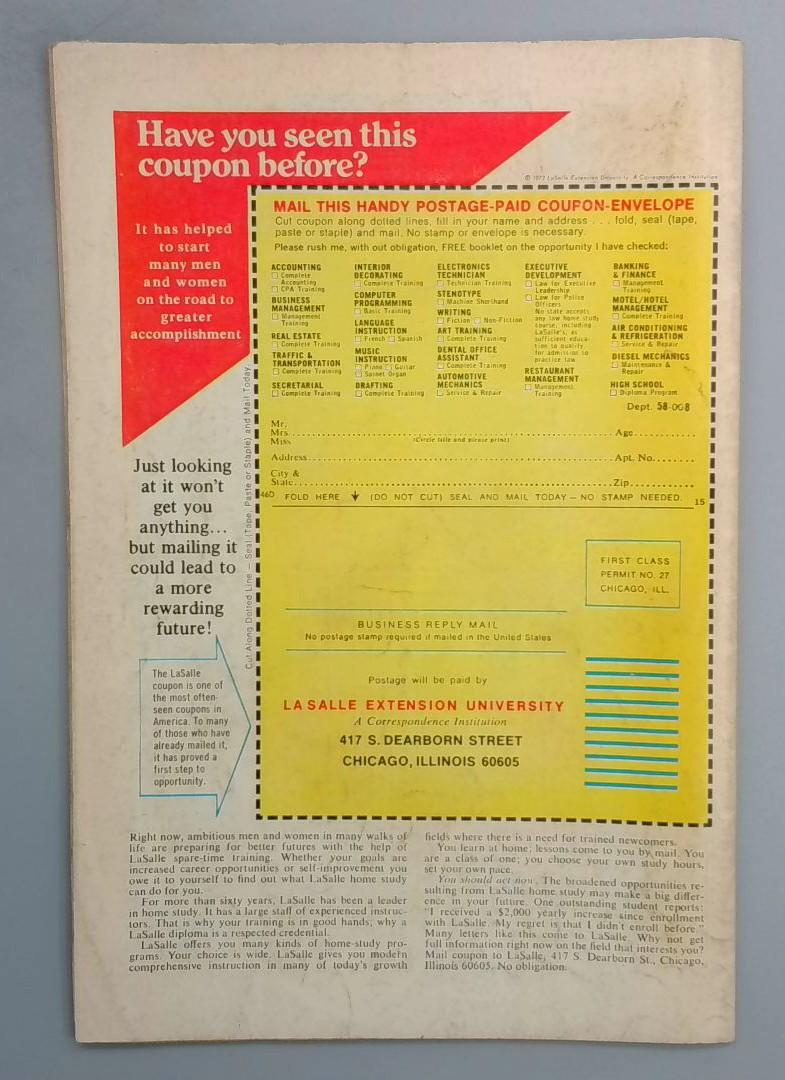 Have you seen this
coupon before?
© 1972 LaSalle Extension University A Correspondence Institution
It has helped
to start
many men
and women
on the road to
greater
accomplishment
MAIL THIS HANDY POSTAGE-PAID COUPON-ENVELOPE
Cut coupon along dotted lines, fill in your name and address . . . fold, seal (tape,
paste or staple) and mail. No stamp or envelope is necessary.
Please rush me, with out obligation, FREE booklet on the opportunity I have checked:
ACCOUNTING
Complete
Accounting
CPA Training
BUSINESS
MANAGEMENT
Management
Training
REAL ESTATE
Complete Training
TRAFFIC &
TRANSPORTATION
Complete Training
SECRETARIAL
Complete Training
INTERIOR
DECORATING
Complete Training
COMPUTER
PROGRAMMING
Basic Training
LANGUAGE
INSTRUCTION
French Spanish
MUSIC
INSTRUCTION
Piano Guitar
Spinet Organ
DRAFTING
Complete Training
ELECTRONICS
TECHNICIAN
Technician Training
STENOTYPE
Machine Shorthand
WRITING
Fiction Non-Fiction
ART TRAINING
Complete Training
DENTAL OFFICE
ASSISTANT
Complete Training
AUTOMOTIVE
MECHANICS
Service & Repair
EXECUTIVE
DEVELOPMENT
Law for Executive
Leadership
Law for Police
Officers
No state accepts
any law home study
course, including
LaSalle's, as
sufficient educa-
tion to qualify
for admission to
practice law
RESTAURANT
MANAGEMENT
Management
Training
BANKING
& FINANCE
Management
Training
MOTEL/HOTEL
MANAGEMENT
Complete Training
AIR CONDITIONING
& REFRIGERATION
Service & Repair
DIESEL MECHANICS
Maintenance &
Repair
HIGH SCHOOL
Diploma Program
Dept. 58-008
Mr.
Mrs. Age
Miss (Circle title and please print)
Address Apt. No.
City &
State Zip
46D FOLD HERE (DO NOT CUT) SEAL AND MAIL TODAY — NO STAMP NEEDED. 15
Cut Along Dotted Line — Seal (Tape, Paste or Staple) and Mail Today.
Just looking
at it won't
get you
anything...
but mailing it
could lead to
a more
rewarding
future!
The LaSalle
coupon is one of
the most often-
seen coupons in
America. To many
of those who have
already mailed it,
it has proved a
first step to
opportunity.
FIRST CLASS
PERMIT NO. 27
CHICAGO, ILL.
BUSINESS REPLY MAIL
No postage stamp required if mailed in the United States
Postage will be paid by
LA SALLE EXTENSION UNIVERSITY
A Correspondence Institution
417 S. DEARBORN STREET
CHICAGO, ILLINOIS 60605
Right now, ambitious men and women in many walks of
life are preparing for better futures with the help of
LaSalle spare-time training. Whether your goals are
increased career opportunities or self-improvement you
owe it to yourself to find out what LaSalle home study
can do for you.
For more than sixty years, LaSalle has been a leader
in home study. It has a large staff of experienced instruc-
tors. That is why your training is in good hands; why a
LaSalle diploma is a respected credential.
LaSalle offers you many kinds of home-study pro-
grams. Your choice is wide. LaSalle gives you modern
comprehensive instruction in many of today's growth
fields where there is a need for trained newcomers.
You learn at home; lessons come to you by mail. You
are a class of one; you choose your own study hours,
set your own pace.
You should act now. The broadened opportunities re-
sulting from LaSalle home study may make a big differ-
ence in your future. One outstanding student reports:
"I received a $2,000 yearly increase since enrollment
with LaSalle. My regret is that I didn't enroll before."
Many letters like this come to LaSalle. Why not get
full information right now on the field that interests you?
Mail coupon to LaSalle, 417 S. Dearborn St., Chicago,
Illinois 60605. No obligation.